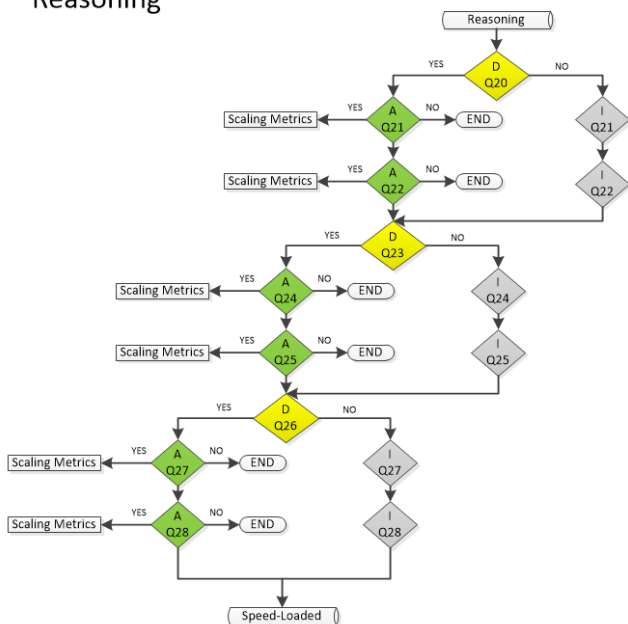 Reasoning
Reasoning
D
Q20
YES
NO
A
Q21
YES
NO
Scaling Metrics
END
I
Q21
A
Q22
YES
NO
Scaling Metrics
END
I
Q22
D
Q23
YES
NO
A
Q24
YES
NO
Scaling Metrics
END
I
Q24
A
Q25
YES
NO
Scaling Metrics
END
I
Q25
D
Q26
YES
NO
A
Q27
YES
NO
Scaling Metrics
END
I
Q27
A
Q28
YES
NO
Scaling Metrics
END
I
Q28
Speed-Loaded